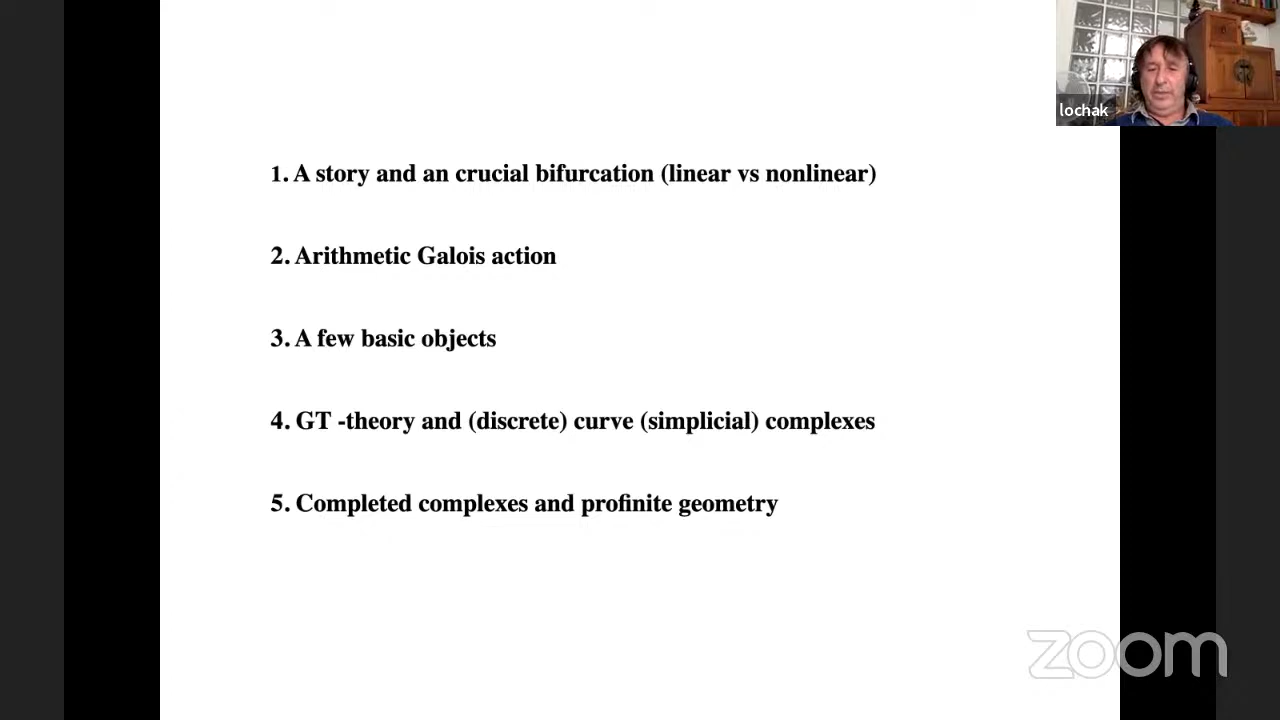 lochak
1. A story and an crucial bifurcation (linear vs nonlinear)
2. Arithmetic Galois action
3. A few basic objects
4. GT -theory and (discrete) curve (simplicial) complexes
5. Completed complexes and profinite geometry
zoom